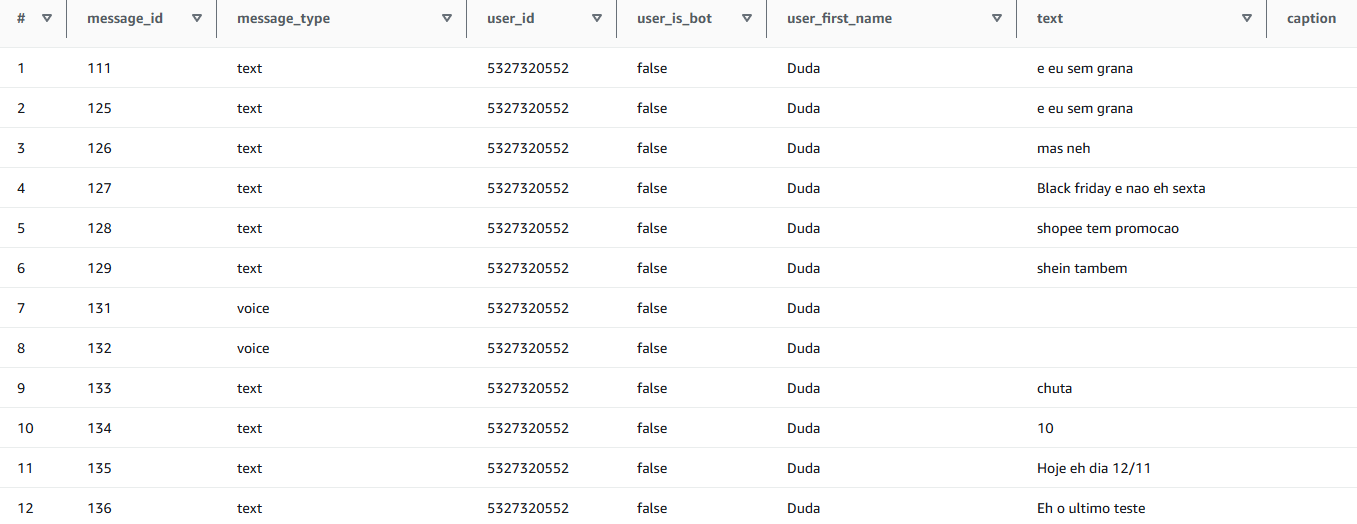 # message_id message_type user_id user_is_bot user_first_name text caption
1 111 text 5327320552 false Duda e eu sem grana
2 125 text 5327320552 false Duda e eu sem grana
3 126 text 5327320552 false Duda mas neh
4 127 text 5327320552 false Duda Black friday e nao eh sexta
5 128 text 5327320552 false Duda shopee tem promocao
6 129 text 5327320552 false Duda shein tambem
7 131 voice 5327320552 false Duda
8 132 voice 5327320552 false Duda
9 133 text 5327320552 false Duda chuta
10 134 text 5327320552 false Duda 10
11 135 text 5327320552 false Duda Hoje eh dia 12/11
12 136 text 5327320552 false Duda Eh o ultimo teste